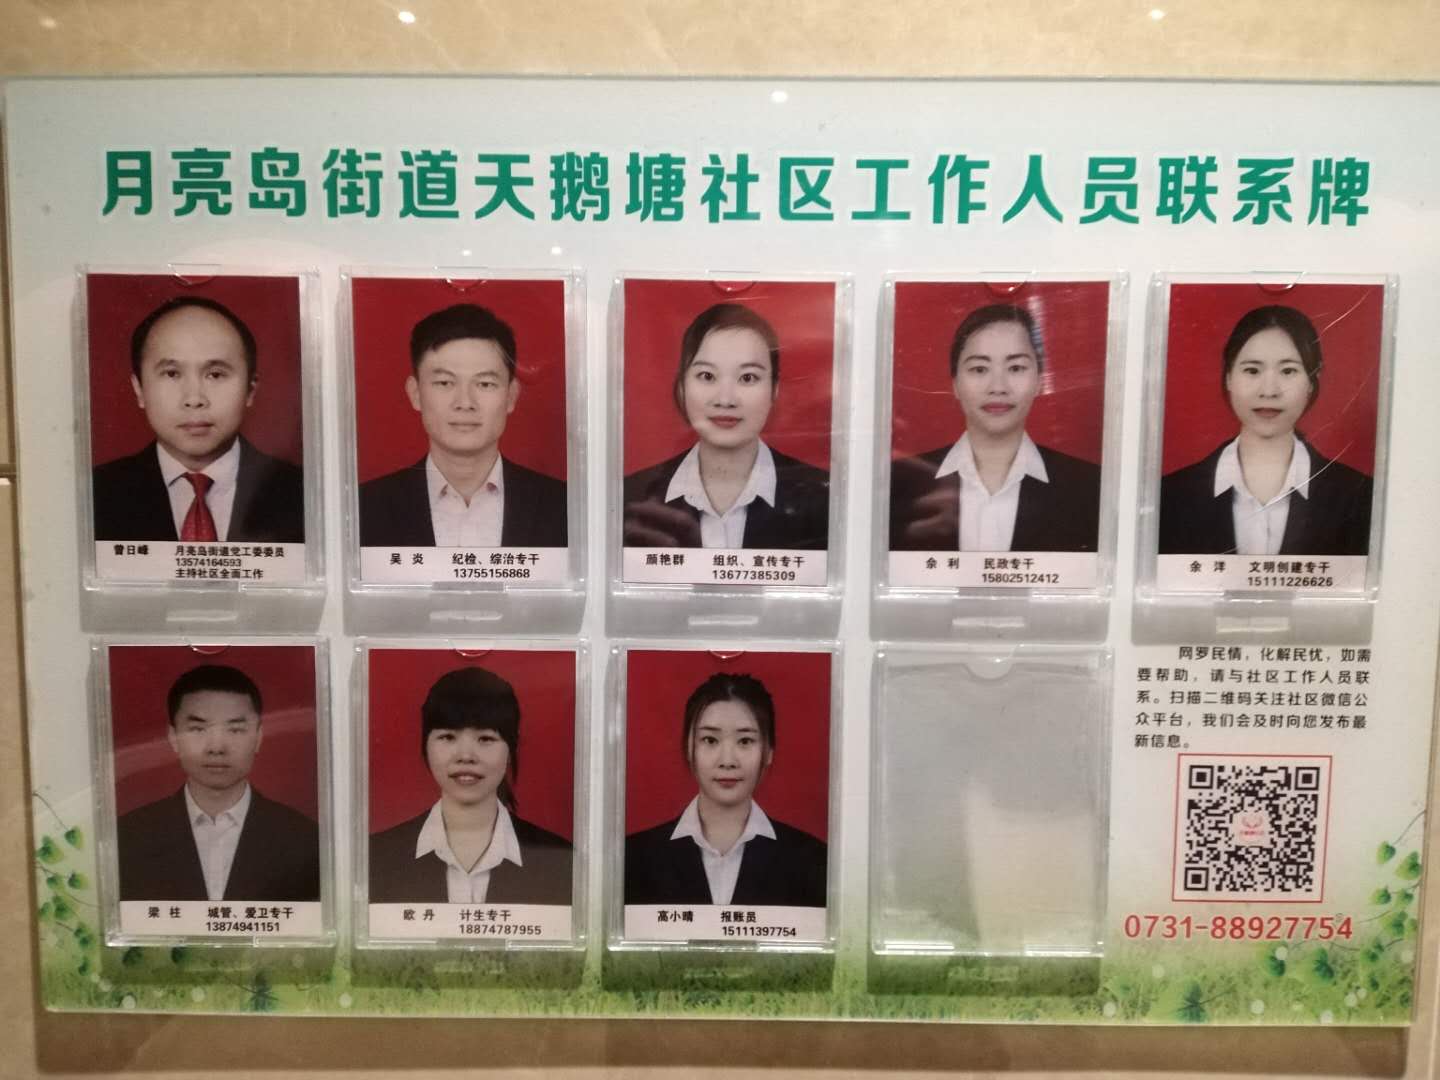 月亮岛街道天鹅塘社区工作人员联系牌
曾日峰 月亮岛街道党工委委员
13574164593
主持社区全面工作
吴 炎 纪检、综治专干
13755156868
颜艳群 组织、宣传专干
13677385309
佘 利 民政专干
15802512412
余 洋 文明创建专干
15111226626
梁 柱 城管、爱卫专干
13874941151
欧 丹 计生专干
18874787955
高小晴 报账员
15111397754
网罗民情，化解民忧，如需
要帮助，请与社区工作人员联
系。扫描二维码关注社区微信公
众平台，我们会及时向您发布最
新信息。
0731-88927754